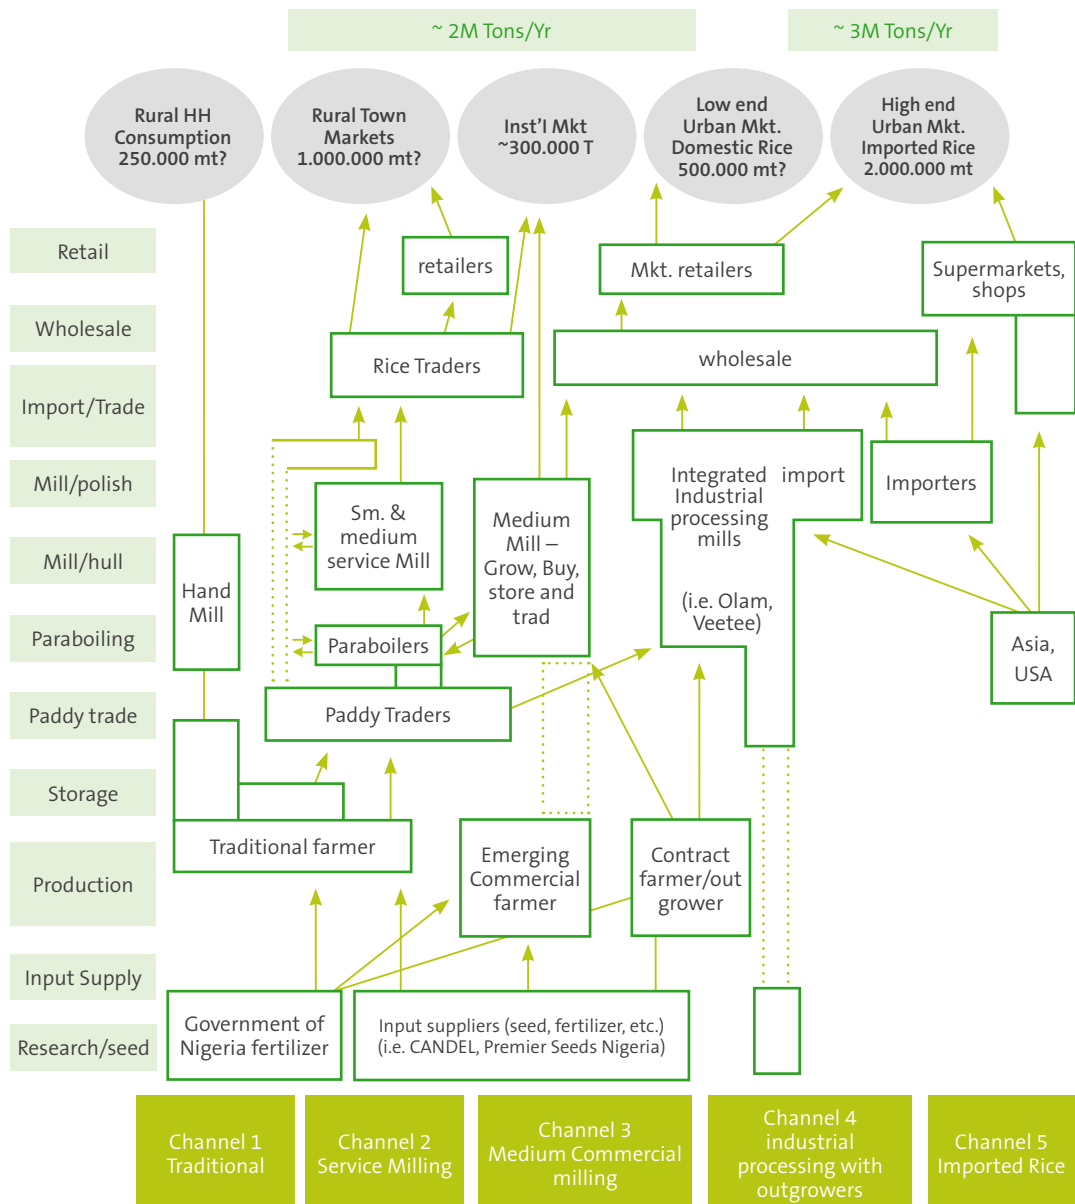 ~ 2M Tons/Yr
~ 3M Tons/Yr
Rural HH
Consumption
250.000 mt?
Rural Town
Markets
1.000.000 mt?
Inst'l Mkt
~300.000 T
Low end
Urban Mkt.
Domestic Rice
500.000 mt?
High end
Urban Mkt.
Imported Rice
2.000.000 mt
Retail
retailers
Mkt. retailers
Supermarkets,
shops
Wholesale
Rice Traders
wholesale
Import/Trade
Mill/polish
Sm. &
medium
service Mill
Medium
Mill –
Grow, Buy,
store and
trad
Integrated
Industrial
processing
mills
import
(i.e. Olam,
Veetee)
Importers
Mill/hull
Hand
Mill
Paraboiling
Paraboilers
Asia,
USA
Paddy trade
Paddy Traders
Storage
Traditional farmer
Production
Emerging
Commercial
farmer
Contract
farmer/out
grower
Input Supply
Research/seed
Government of
Nigeria fertilizer
Input suppliers (seed, fertilizer, etc.)
(i.e. CANDEL, Premier Seeds Nigeria)
Channel 1
Traditional
Channel 2
Service Milling
Channel 3
Medium Commercial
milling
Channel 4
industrial
processing with
outgrowers
Channel 5
Imported Rice